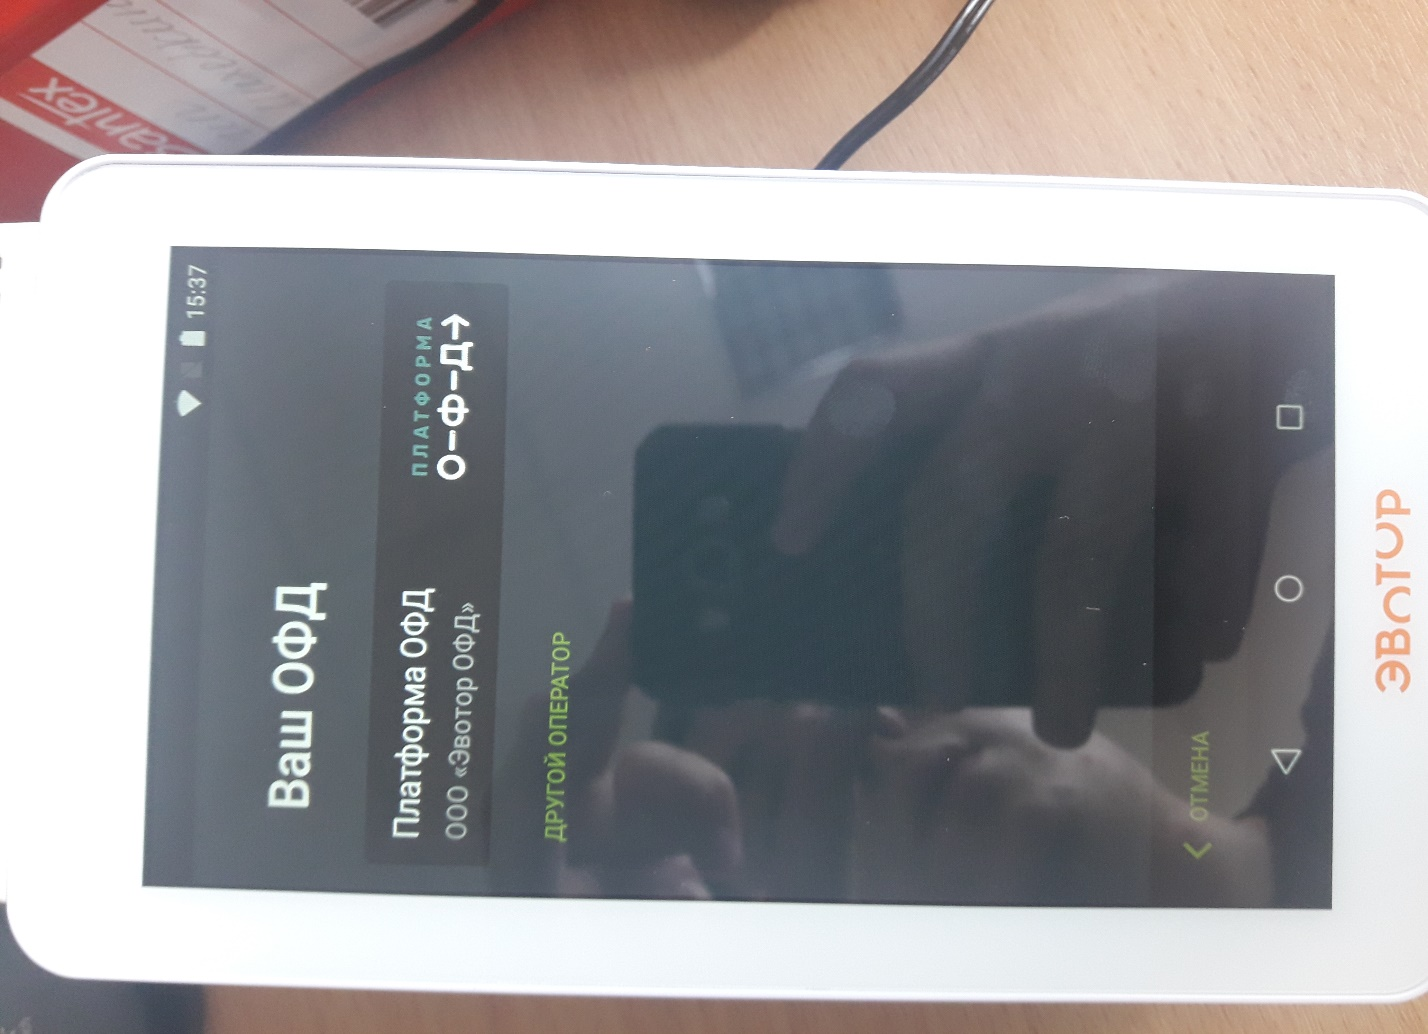 15:37
Ваш ОФД
Платформа ОФД
ООО «Эвотор ОФД»
ПЛАТФОРМА
О–Ф–Д→
ДРУГОЙ ОПЕРАТОР
ОТМЕНА
ЭВОТОР